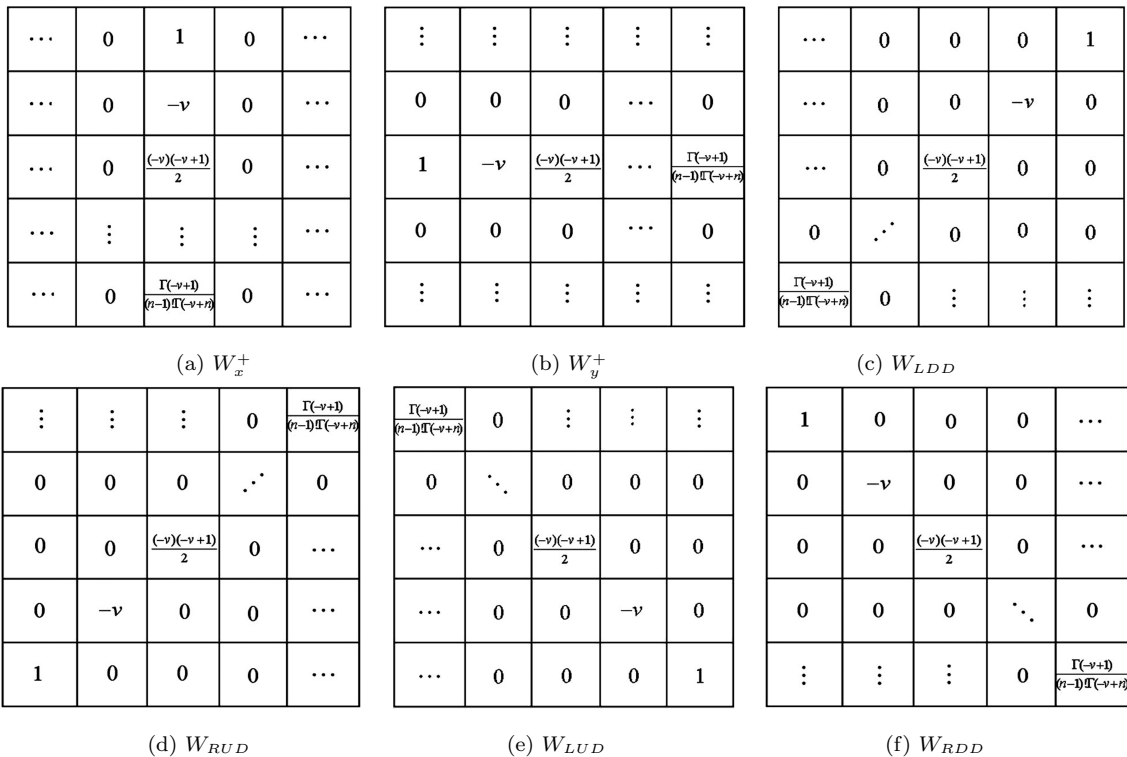 ⋯ 0 1 0 ⋯
⋯ 0 −v 0 ⋯
⋯ 0 (−v)(−v+1)/2 0 ⋯
⋯ ⋮ ⋮ ⋮ ⋯
⋯ 0 Γ(−v+1)/(n−1)!Γ(−v+n) 0 ⋯
(a) W_x^+
⋮ ⋮ ⋮ ⋮ ⋮
0 0 0 ⋯ 0
1 −v (−v)(−v+1)/2 ⋯ Γ(−v+1)/(n−1)!Γ(−v+n)
0 0 0 ⋯ 0
⋮ ⋮ ⋮ ⋮ ⋮
(b) W_y^+
⋯ 0 0 0 1
⋯ 0 0 −v 0
⋯ 0 (−v)(−v+1)/2 0 0
0 ⋰ 0 0 0
Γ(−v+1)/(n−1)!Γ(−v+n) 0 ⋮ ⋮ ⋮
(c) W_LDD
⋮ ⋮ ⋮ 0 Γ(−v+1)/(n−1)!Γ(−v+n)
0 0 0 ⋰ 0
0 0 (−v)(−v+1)/2 0 ⋯
0 −v 0 0 ⋯
1 0 0 0 ⋯
(d) W_RUD
Γ(−v+1)/(n−1)!Γ(−v+n) 0 ⋮ ⋮ ⋮
0 ⋱ 0 0 0
⋯ 0 (−v)(−v+1)/2 0 0
⋯ 0 0 −v 0
⋯ 0 0 0 1
(e) W_LUD
1 0 0 0 ⋯
0 −v 0 0 ⋯
0 0 (−v)(−v+1)/2 0 ⋯
0 0 0 ⋱ 0
⋮ ⋮ ⋮ 0 Γ(−v+1)/(n−1)!Γ(−v+n)
(f) W_RDD